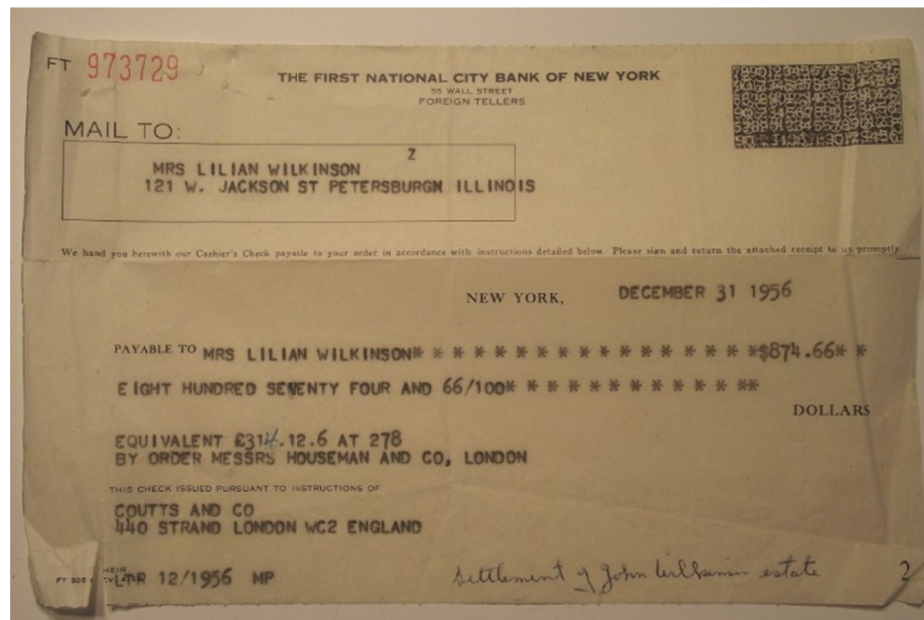 FT 973729
THE FIRST NATIONAL CITY BANK OF NEW YORK
55 WALL STREET
FOREIGN TELLERS
MAIL TO:
Z
MRS LILIAN WILKINSON
121 W. JACKSON ST PETERSBURGH ILLINOIS
We hand you herewith our Cashier's Check payable to your order in accordance with instructions detailed below. Please sign and return the attached receipt to us promptly.
NEW YORK, DECEMBER 31 1956
PAYABLE TO MRS LILIAN WILKINSON* * * * * * * * * * * * * * * * * *$874.66* *
EIGHT HUNDRED SEVENTY FOUR AND 66/100* * * * * * * * * * * * **
DOLLARS
EQUIVALENT £314.12.6 AT 278
BY ORDER MESSRS HOUSEMAN AND CO, LONDON
THIS CHECK ISSUED PURSUANT TO INSTRUCTIONS OF
COUTTS AND CO
440 STRAND LONDON WC2 ENGLAND
THEIR
LTR 12/1956 MP
FT 505
Settlement of John Wilkinson estate
2